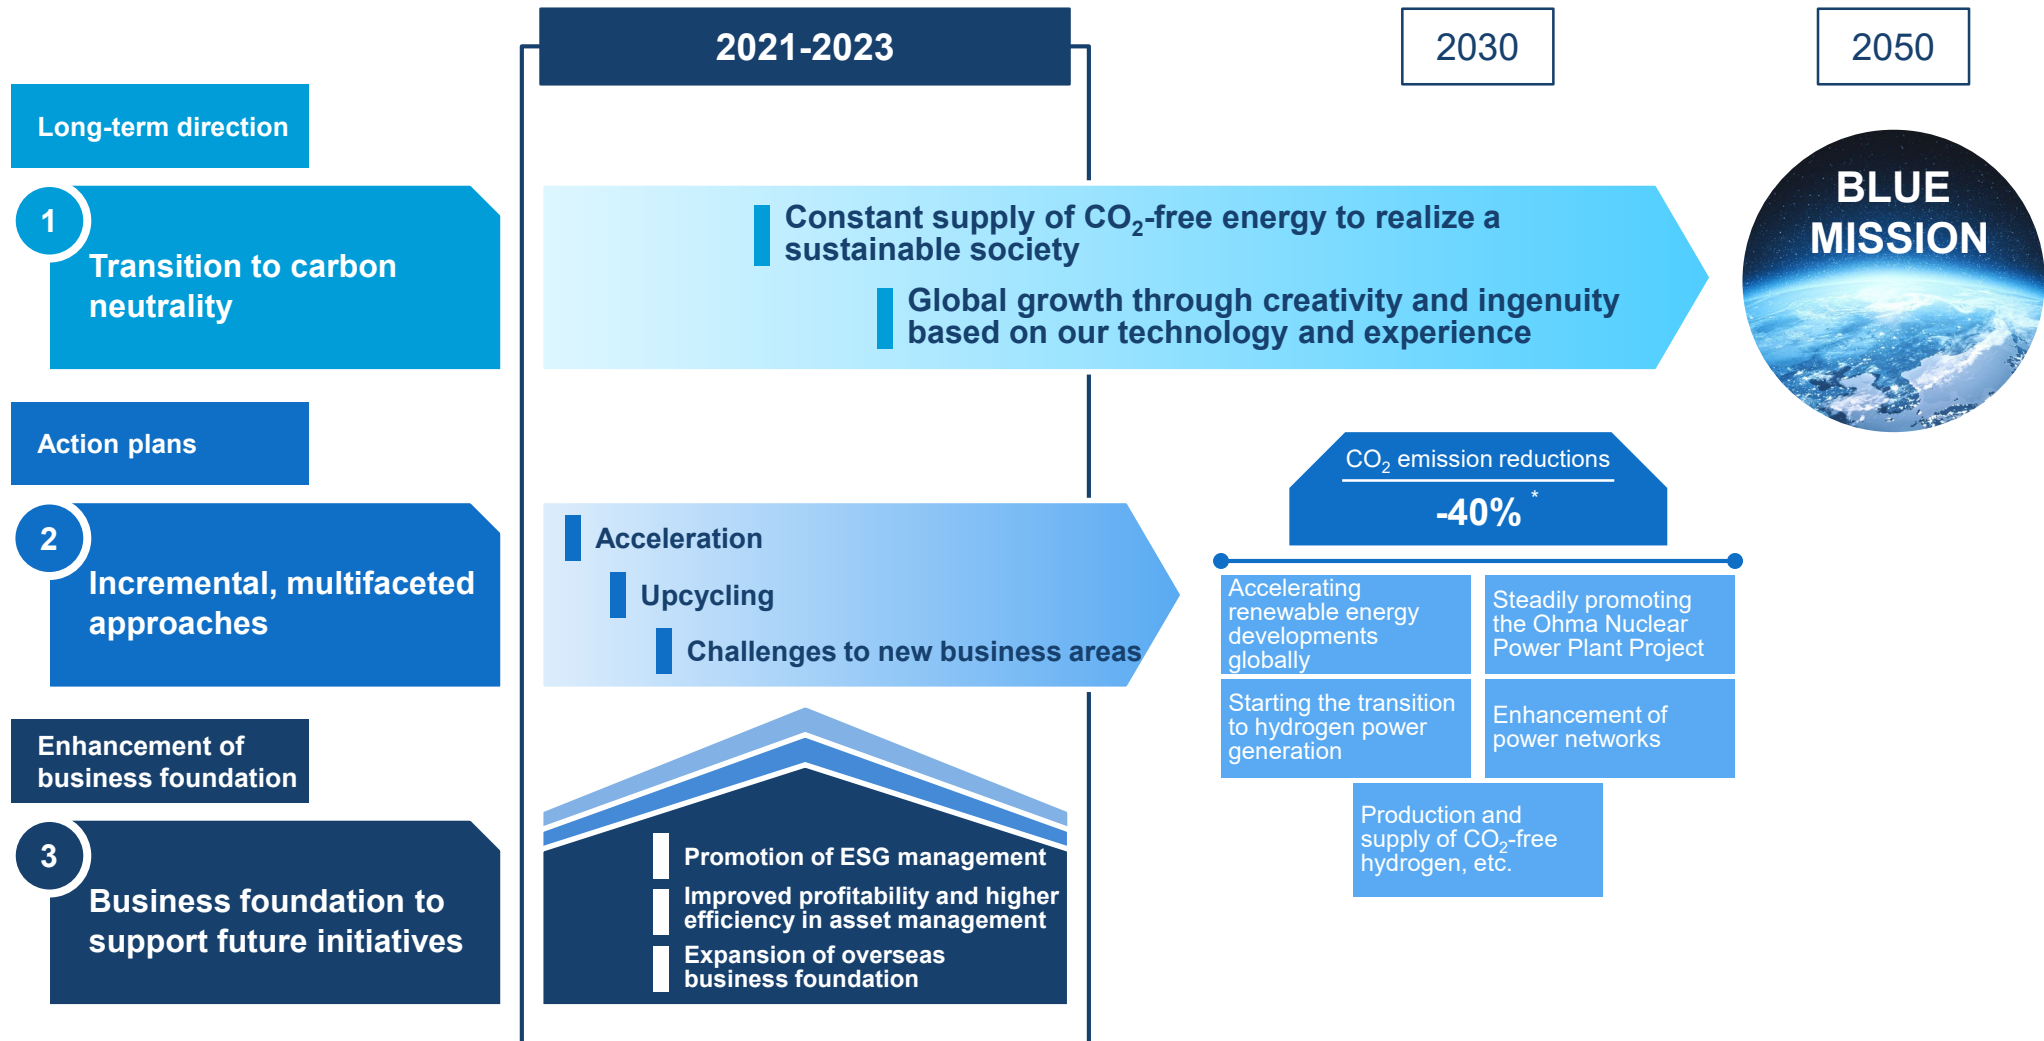 2021-2023
2030
2050
Long-term direction
1
Transition to carbon
neutrality
Constant supply of CO₂-free energy to realize a
sustainable society
Global growth through creativity and ingenuity
based on our technology and experience
BLUE
MISSION
Action plans
2
Incremental, multifaceted
approaches
Acceleration
Upcycling
Challenges to new business areas
CO₂ emission reductions
-40% *
Accelerating
renewable energy
developments
globally
Steadily promoting
the Ohma Nuclear
Power Plant Project
Starting the transition
to hydrogen power
generation
Enhancement of
power networks
Production and
supply of CO₂-free
hydrogen, etc.
Enhancement of
business foundation
3
Business foundation to
support future initiatives
Promotion of ESG management
Improved profitability and higher
efficiency in asset management
Expansion of overseas
business foundation